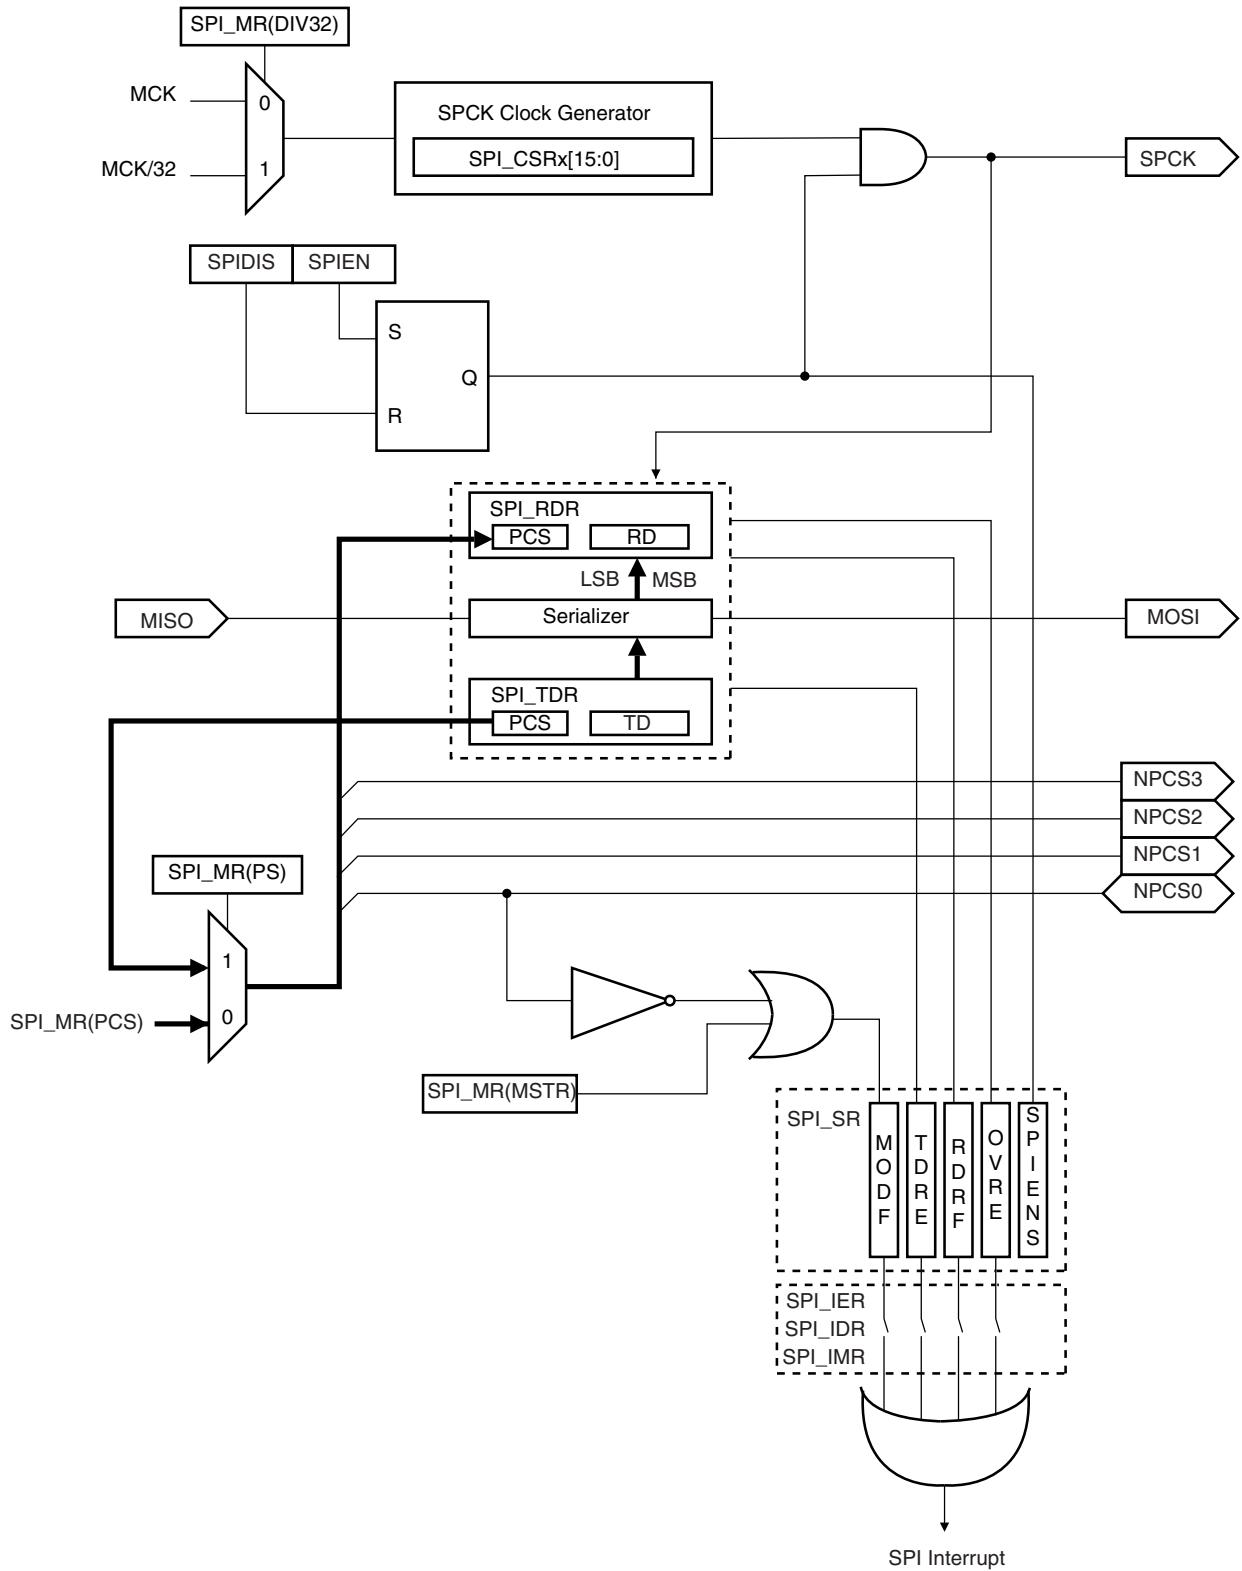 SPI_MR(DIV32)
MCK
0
SPCK Clock Generator
SPI_CSRx[15:0]
SPCK
MCK/32
1
SPIDIS
SPIEN
S
Q
R
SPI_RDR
PCS
RD
LSB
MSB
MISO
Serializer
MOSI
SPI_TDR
PCS
TD
NPCS3
NPCS2
NPCS1
NPCS0
SPI_MR(PS)
1
0
SPI_MR(PCS)
SPI_MR(MSTR)
SPI_SR
MODF
TDRE
RDRF
OVRE
SPIENS
SPI_IER
SPI_IDR
SPI_IMR
SPI Interrupt